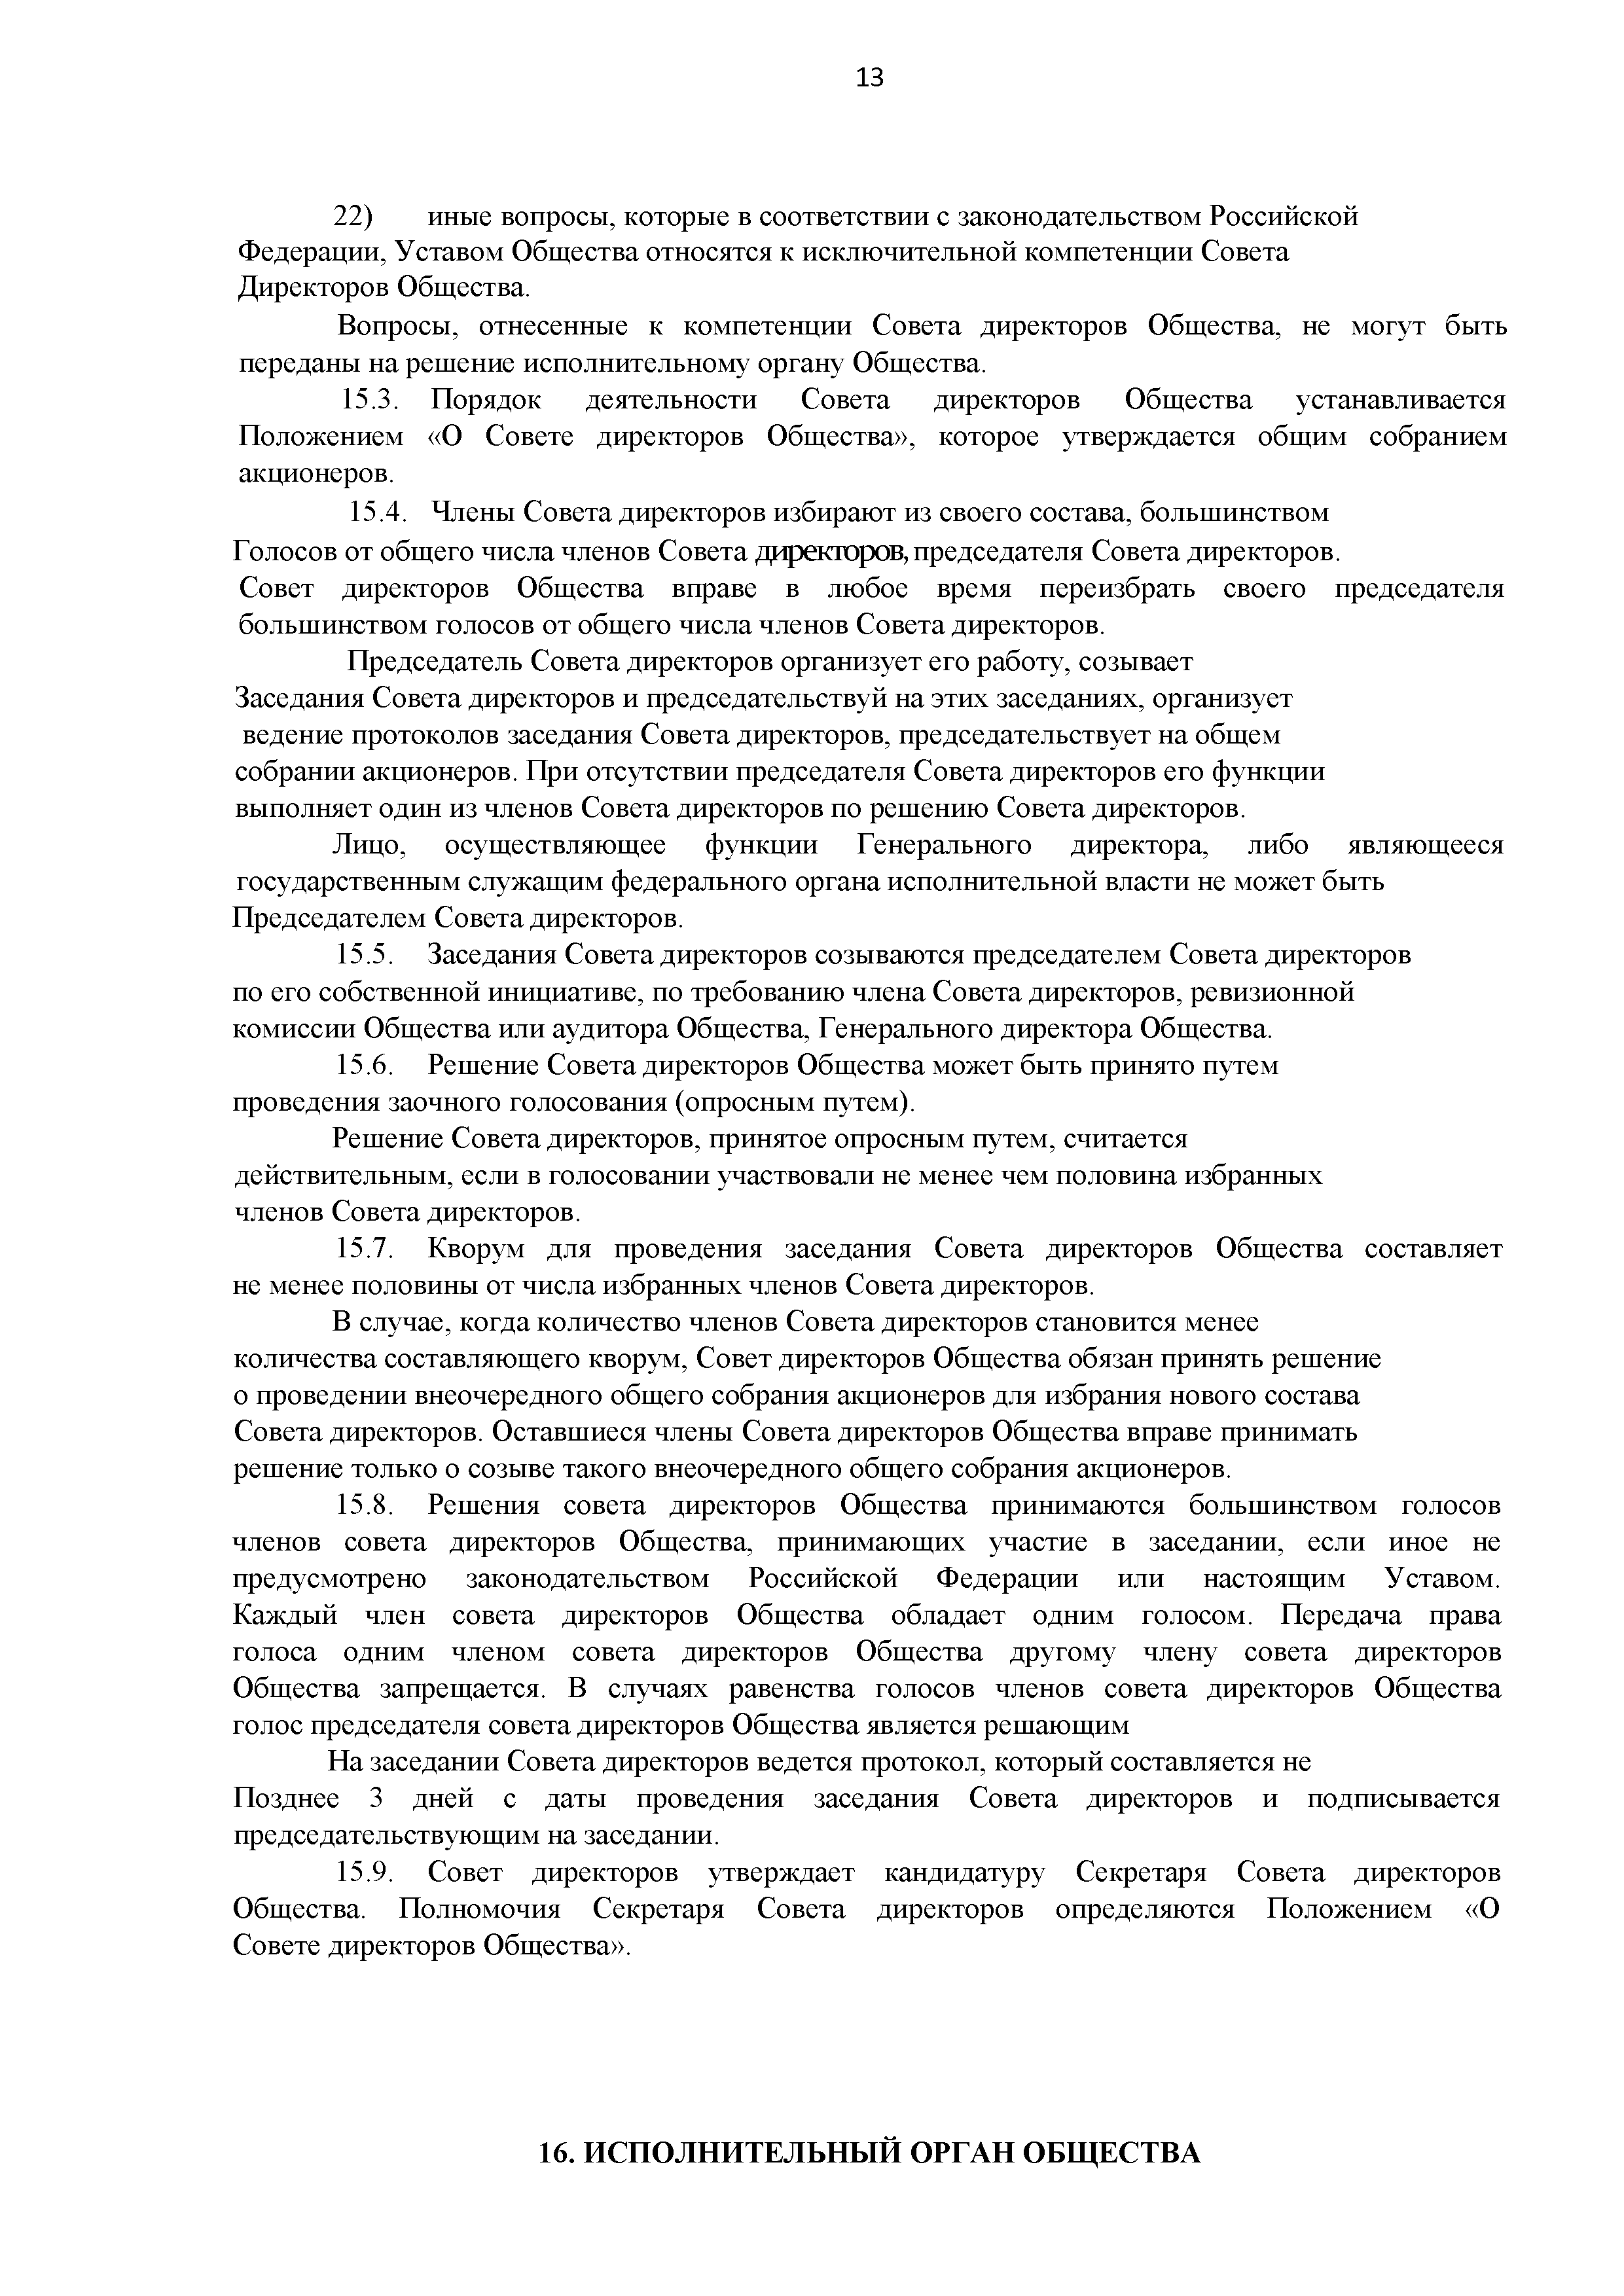 13
22) иные вопросы, которые в соответствии с законодательством Российской
Федерации, Уставом Общества относятся к исключительной компетенции Совета
Директоров Общества.
Вопросы, отнесенные к компетенции Совета директоров Общества, не могут быть
переданы на решение исполнительному органу Общества.
15.3. Порядок деятельности Совета директоров Общества устанавливается
Положением «О Совете директоров Общества», которое утверждается общим собранием
акционеров.
15.4. Члены Совета директоров избирают из своего состава, большинством
Голосов от общего числа членов Совета директоров, председателя Совета директоров.
Совет директоров Общества вправе в любое время переизбрать своего председателя
большинством голосов от общего числа членов Совета директоров.
Председатель Совета директоров организует его работу, созывает
Заседания Совета директоров и председательствуй на этих заседаниях, организует
ведение протоколов заседания Совета директоров, председательствует на общем
собрании акционеров. При отсутствии председателя Совета директоров его функции
выполняет один из членов Совета директоров по решению Совета директоров.
Лицо, осуществляющее функции Генерального директора, либо являющееся
государственным служащим федерального органа исполнительной власти не может быть
Председателем Совета директоров.
15.5. Заседания Совета директоров созываются председателем Совета директоров
по его собственной инициативе, по требованию члена Совета директоров, ревизионной
комиссии Общества или аудитора Общества, Генерального директора Общества.
15.6. Решение Совета директоров Общества может быть принято путем
проведения заочного голосования (опросным путем).
Решение Совета директоров, принятое опросным путем, считается
действительным, если в голосовании участвовали не менее чем половина избранных
членов Совета директоров.
15.7. Кворум для проведения заседания Совета директоров Общества составляет
не менее половины от числа избранных членов Совета директоров.
В случае, когда количество членов Совета директоров становится менее
количества составляющего кворум, Совет директоров Общества обязан принять решение
о проведении внеочередного общего собрания акционеров для избрания нового состава
Совета директоров. Оставшиеся члены Совета директоров Общества вправе принимать
решение только о созыве такого внеочередного общего собрания акционеров.
15.8. Решения совета директоров Общества принимаются большинством голосов
членов совета директоров Общества, принимающих участие в заседании, если иное не
предусмотрено законодательством Российской Федерации или настоящим Уставом.
Каждый член совета директоров Общества обладает одним голосом. Передача права
голоса одним членом совета директоров Общества другому члену совета директоров
Общества запрещается. В случаях равенства голосов членов совета директоров Общества
голос председателя совета директоров Общества является решающим
На заседании Совета директоров ведется протокол, который составляется не
Позднее 3 дней с даты проведения заседания Совета директоров и подписывается
председательствующим на заседании.
15.9. Совет директоров утверждает кандидатуру Секретаря Совета директоров
Общества. Полномочия Секретаря Совета директоров определяются Положением «О
Совете директоров Общества».
16. ИСПОЛНИТЕЛЬНЫЙ ОРГАН ОБЩЕСТВА